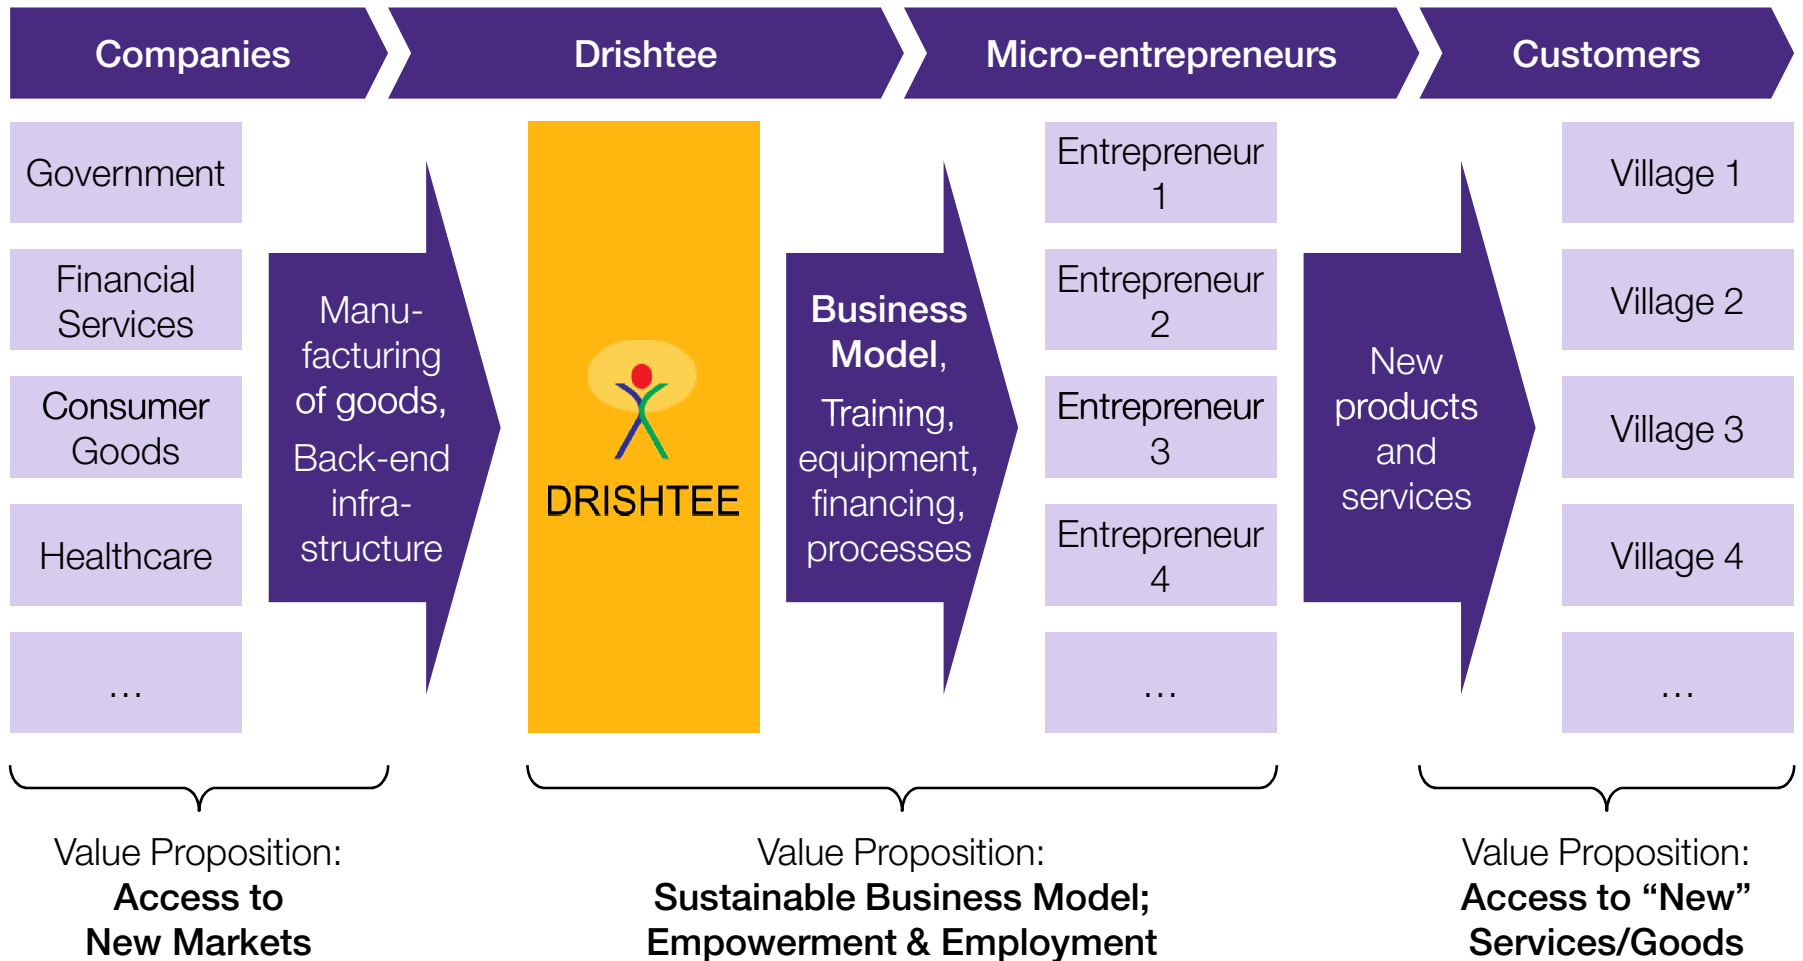 Companies
Drishtee
Micro-entrepreneurs
Customers
Government
Financial
Services
Consumer
Goods
Healthcare
…
Manu-
facturing
of goods,
Back-end
infra-
structure
DRISHTEE
Business
Model,
Training,
equipment,
financing,
processes
Entrepreneur
1
Entrepreneur
2
Entrepreneur
3
Entrepreneur
4
…
New
products
and
services
Village 1
Village 2
Village 3
Village 4
…
Value Proposition:
Access to
New Markets
Value Proposition:
Sustainable Business Model;
Empowerment & Employment
Value Proposition:
Access to “New”
Services/Goods